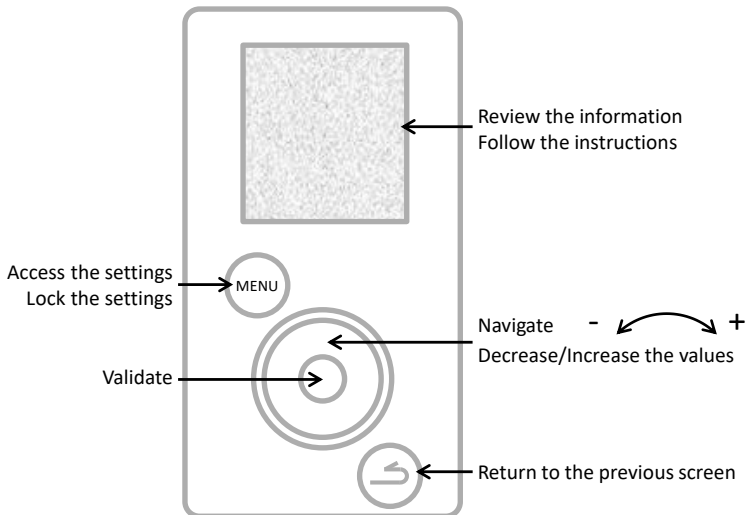 Review the information
Follow the instructions
Access the settings
Lock the settings
MENU
Navigate - +
Decrease/Increase the values
Validate
Return to the previous screen